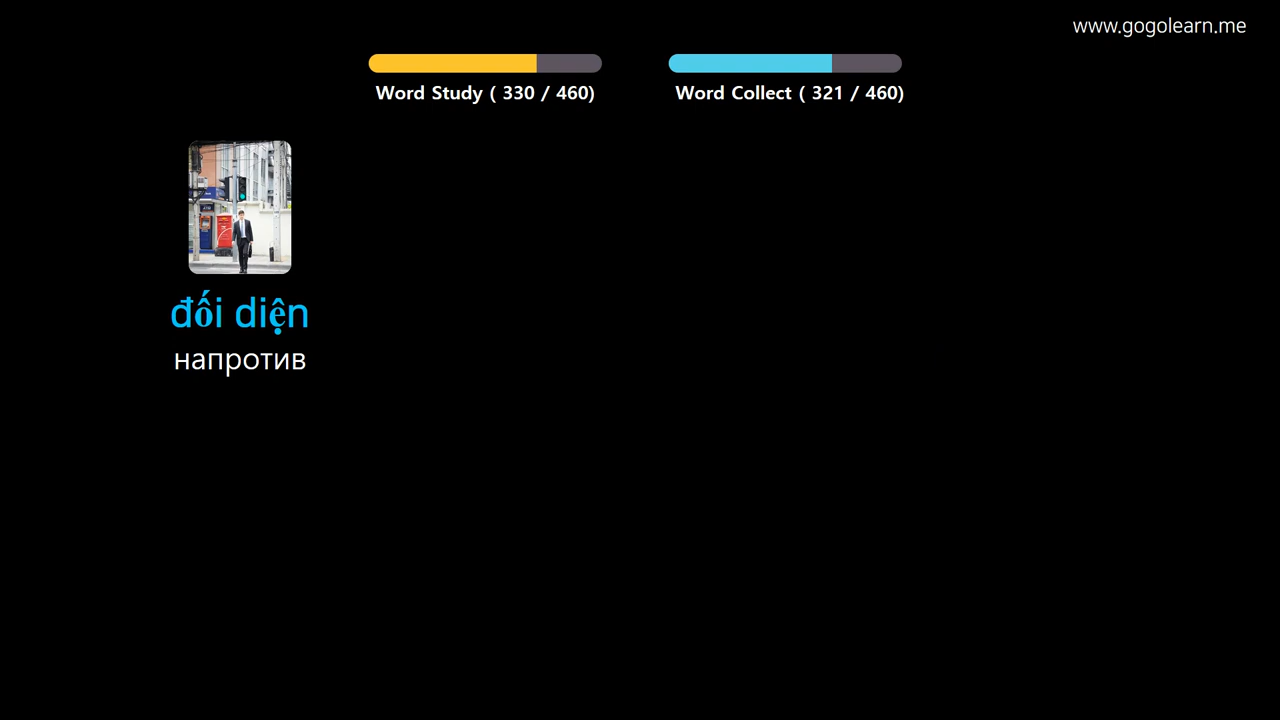 www.gogolearn.me
Word Study ( 330 / 460)
Word Collect ( 321 / 460)
đối diện
напротив